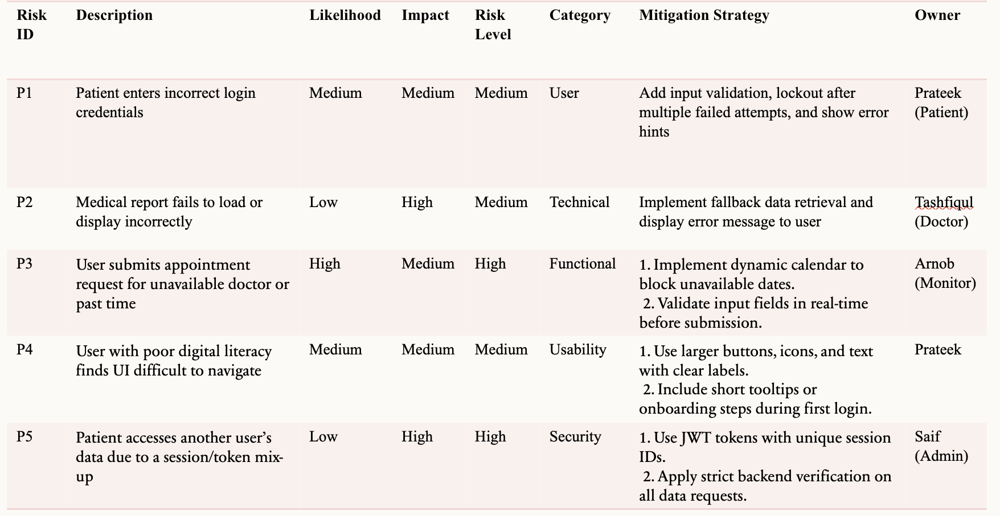 Risk ID Description Likelihood Impact Risk Level Category Mitigation Strategy Owner
P1 Patient enters incorrect login credentials Medium Medium Medium User Add input validation, lockout after multiple failed attempts, and show error hints Prateek (Patient)
P2 Medical report fails to load or display incorrectly Low High Medium Technical Implement fallback data retrieval and display error message to user Tashfiqul (Doctor)
P3 User submits appointment request for unavailable doctor or past time High Medium High Functional 1. Implement dynamic calendar to block unavailable dates. 2. Validate input fields in real-time before submission. Arnob (Monitor)
P4 User with poor digital literacy finds UI difficult to navigate Medium Medium Medium Usability 1. Use larger buttons, icons, and text with clear labels. 2. Include short tooltips or onboarding steps during first login. Prateek
P5 Patient accesses another user’s data due to a session/token mix-up Low High High Security 1. Use JWT tokens with unique session IDs. 2. Apply strict backend verification on all data requests. Saif (Admin)